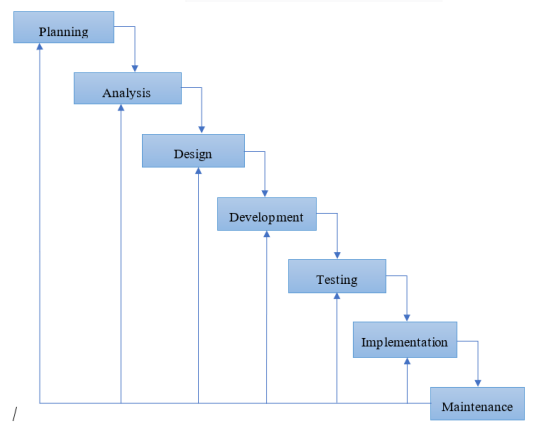 Planning
Analysis
Design
Development
Testing
Implementation
Maintenance
/